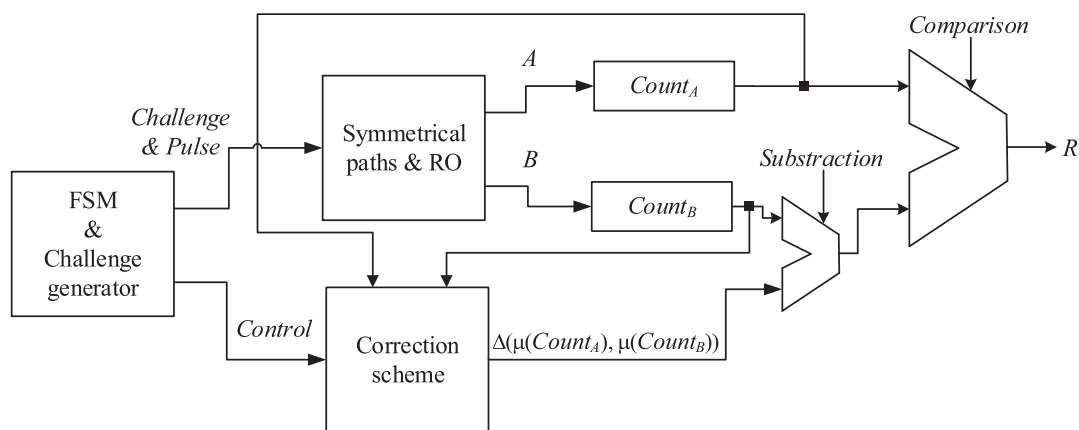 Comparison
A
Count_A
Challenge
& Pulse
Symmetrical
paths & RO
R
B
Substraction
FSM
&
Challenge
generator
Count_B
Control
Correction
scheme
Δ(μ(Count_A), μ(Count_B))